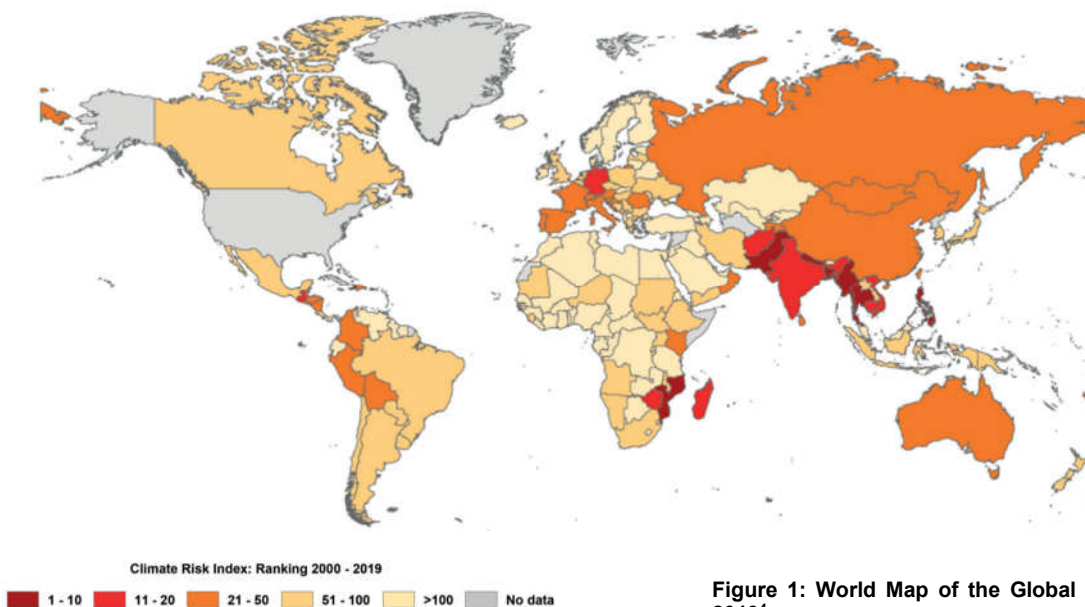 Climate Risk Index: Ranking 2000 - 2019
1 - 10 11 - 20 21 - 50 51 - 100 >100 No data
Figure 1: World Map of the Global